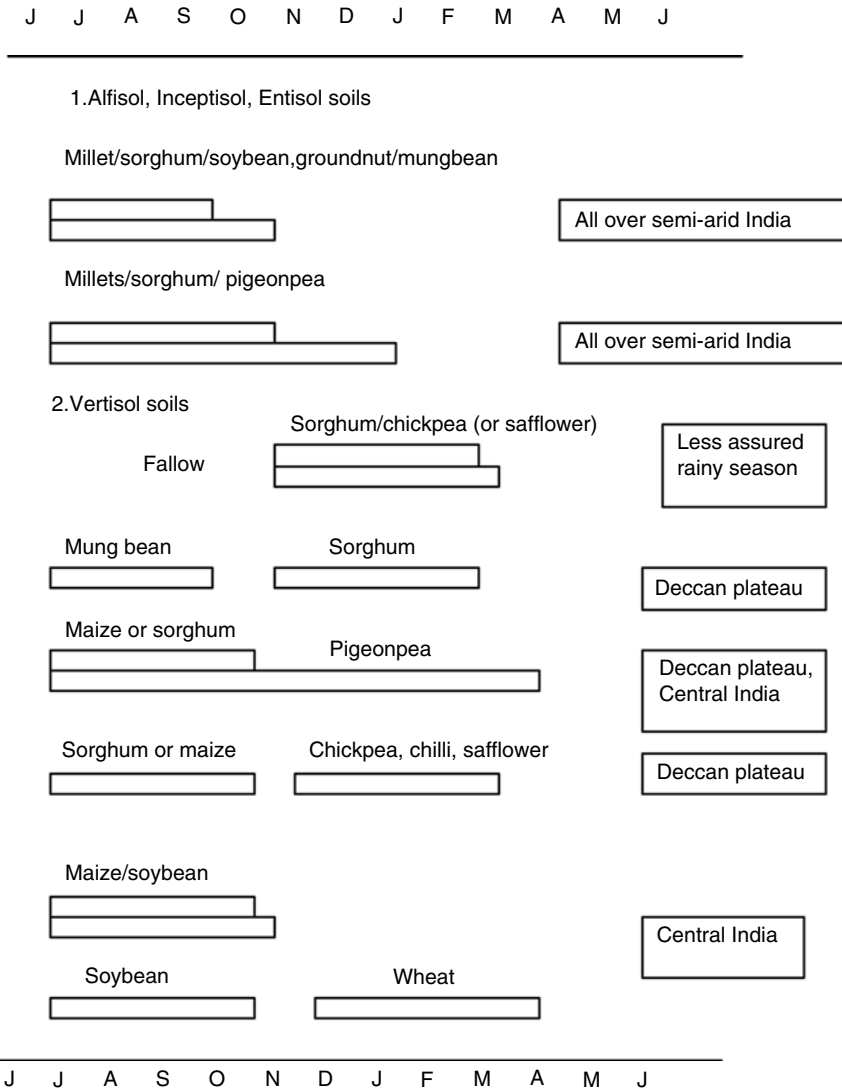 J J A S O N D J F M A M J
1.Alfisol, Inceptisol, Entisol soils
Millet/sorghum/soybean,groundnut/mungbean
All over semi-arid India
Millets/sorghum/ pigeonpea
All over semi-arid India
2.Vertisol soils
Sorghum/chickpea (or safflower)
Fallow
Less assured
rainy season
Mung bean
Sorghum
Deccan plateau
Maize or sorghum
Pigeonpea
Deccan plateau,
Central India
Sorghum or maize
Chickpea, chilli, safflower
Deccan plateau
Maize/soybean
Central India
Soybean
Wheat
J J A S O N D J F M A M J